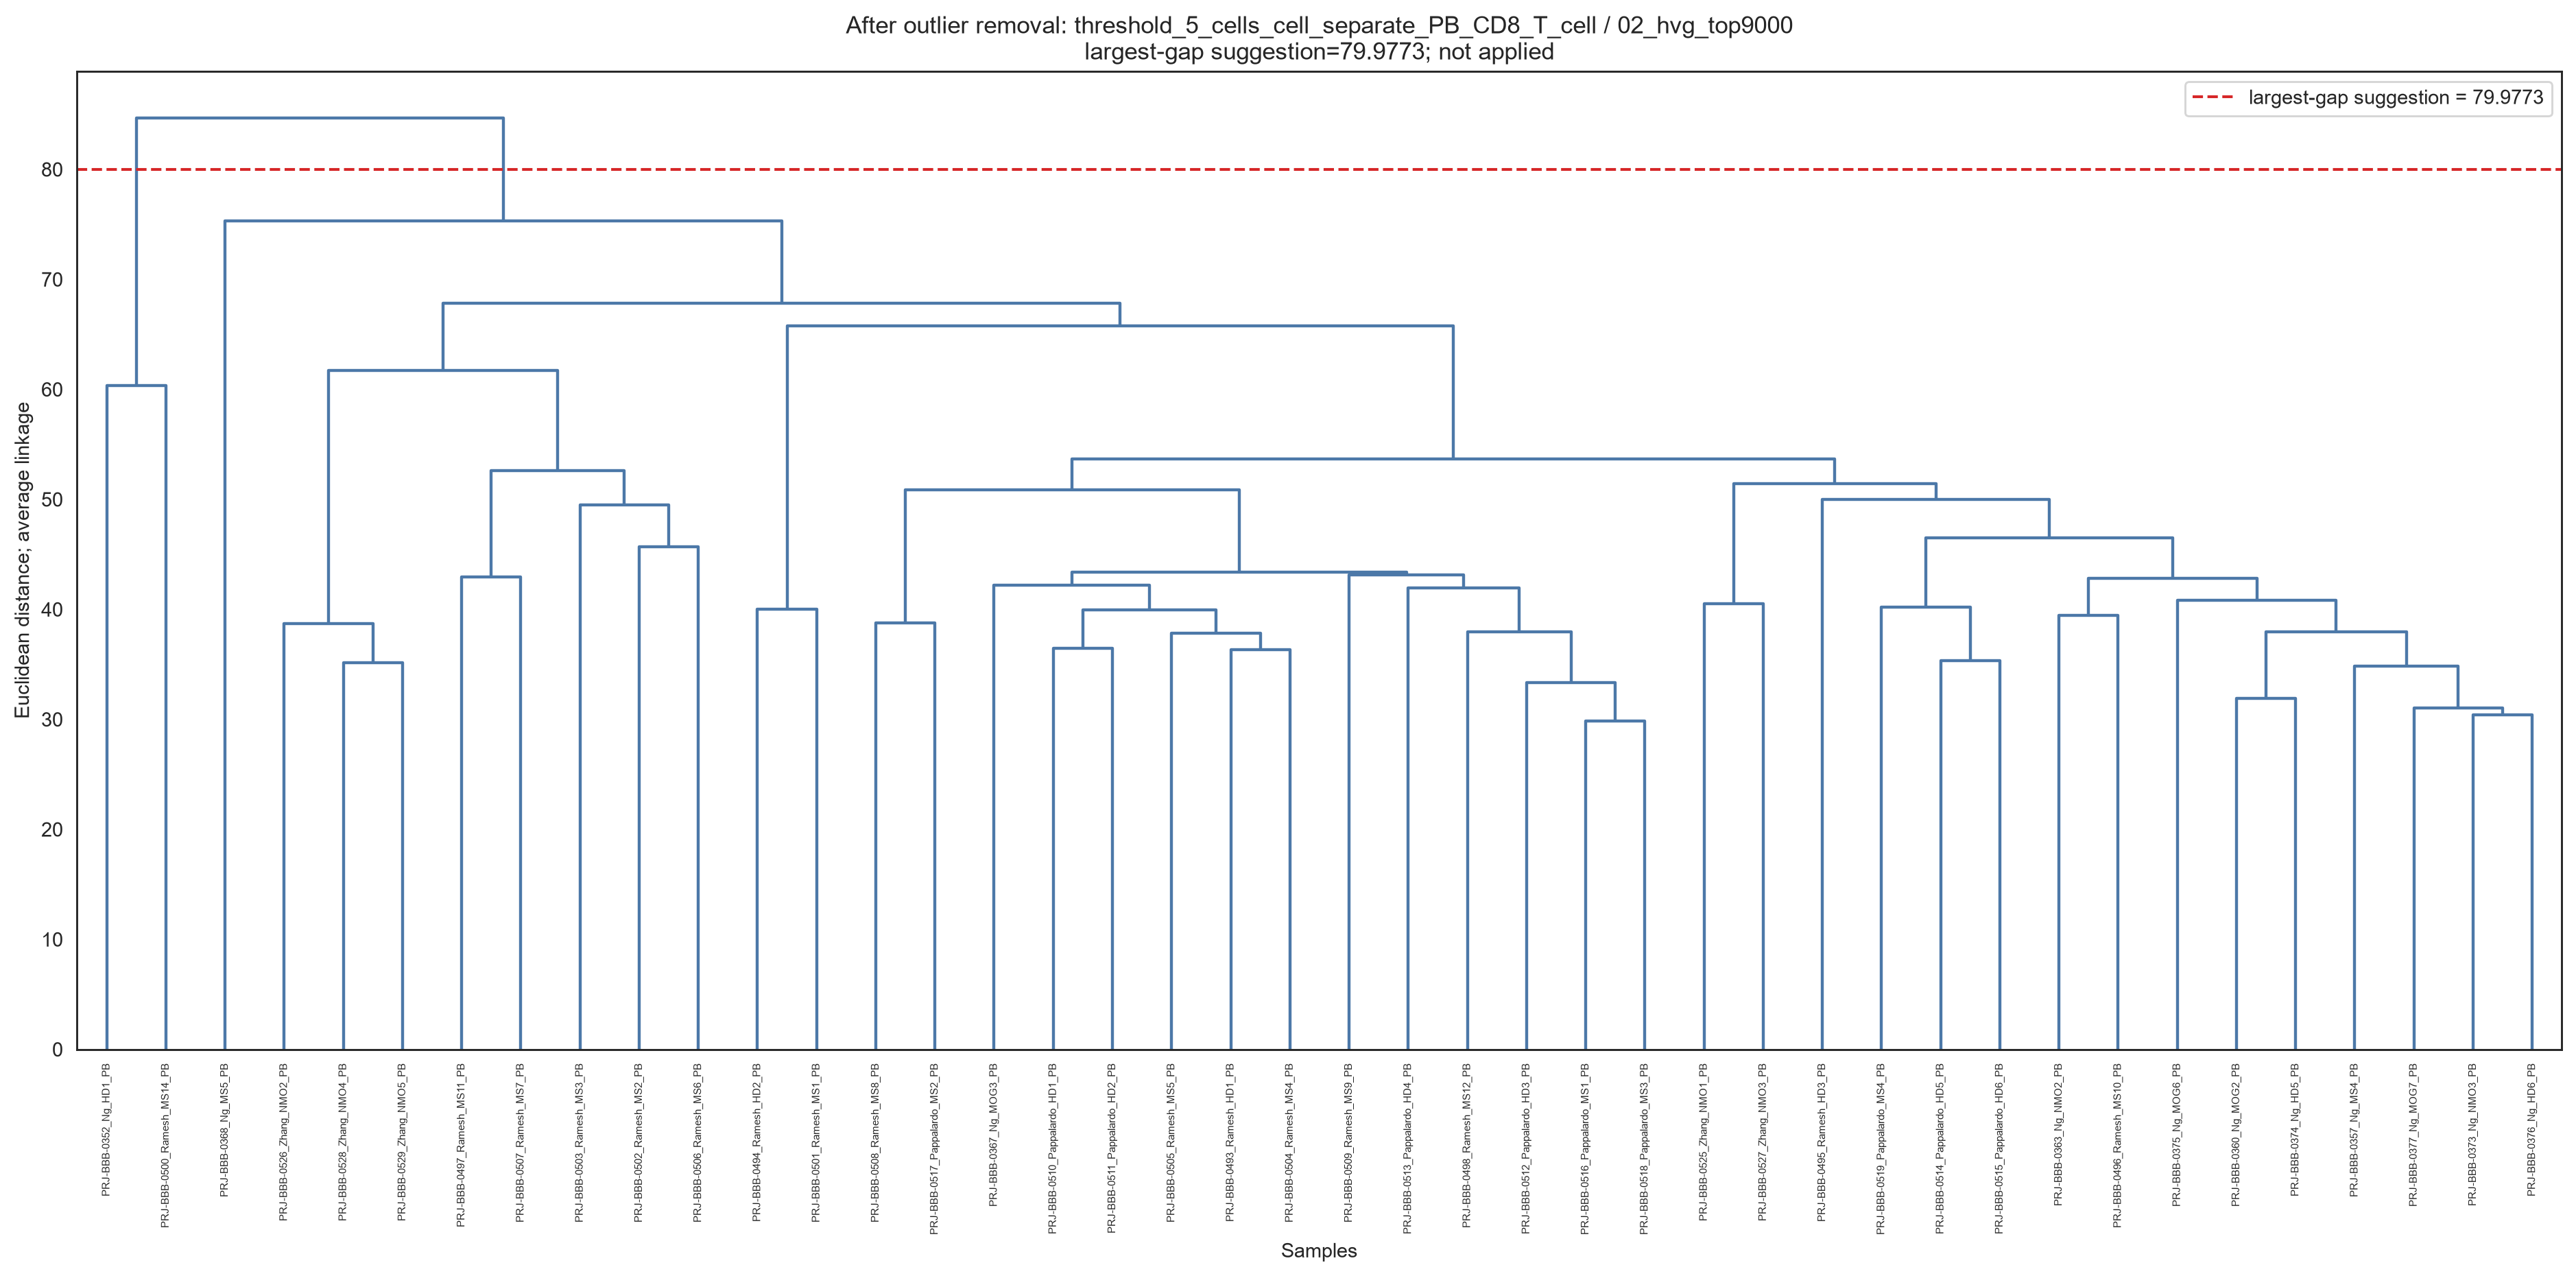 After outlier removal: threshold_5_cells_cell_separate_PB_CD8_T_cell / 02_hvg_top9000
largest-gap suggestion=79.9773; not applied
largest-gap suggestion = 79.9773
80
70
60
50
40
30
20
10
0
Euclidean distance; average linkage
PRJ-BBB-0352_Ng_HD1_PB
PRJ-BBB-0500_Ramesh_MS14_PB
PRJ-BBB-0368_Ng_MS5_PB
PRJ-BBB-0526_Zhang_NMO2_PB
PRJ-BBB-0528_Zhang_NMO4_PB
PRJ-BBB-0529_Zhang_NMO5_PB
PRJ-BBB-0497_Ramesh_MS11_PB
PRJ-BBB-0507_Ramesh_MS7_PB
PRJ-BBB-0503_Ramesh_MS3_PB
PRJ-BBB-0502_Ramesh_MS2_PB
PRJ-BBB-0506_Ramesh_MS6_PB
PRJ-BBB-0494_Ramesh_HD2_PB
PRJ-BBB-0501_Ramesh_MS1_PB
PRJ-BBB-0508_Ramesh_MS8_PB
PRJ-BBB-0517_Pappalardo_MS2_PB
PRJ-BBB-0367_Ng_MOG3_PB
PRJ-BBB-0510_Pappalardo_HD1_PB
PRJ-BBB-0511_Pappalardo_HD2_PB
PRJ-BBB-0505_Ramesh_MS5_PB
PRJ-BBB-0493_Ramesh_HD1_PB
PRJ-BBB-0504_Ramesh_MS4_PB
PRJ-BBB-0509_Ramesh_MS9_PB
PRJ-BBB-0513_Pappalardo_HD4_PB
PRJ-BBB-0498_Ramesh_MS12_PB
PRJ-BBB-0512_Pappalardo_HD3_PB
PRJ-BBB-0516_Pappalardo_MS1_PB
PRJ-BBB-0518_Pappalardo_MS3_PB
PRJ-BBB-0525_Zhang_NMO1_PB
PRJ-BBB-0527_Zhang_NMO3_PB
PRJ-BBB-0495_Ramesh_HD3_PB
PRJ-BBB-0519_Pappalardo_MS4_PB
PRJ-BBB-0514_Pappalardo_HD5_PB
PRJ-BBB-0515_Pappalardo_HD6_PB
PRJ-BBB-0363_Ng_NMO2_PB
PRJ-BBB-0496_Ramesh_MS10_PB
PRJ-BBB-0375_Ng_MOG6_PB
PRJ-BBB-0360_Ng_MOG2_PB
PRJ-BBB-0374_Ng_HD5_PB
PRJ-BBB-0357_Ng_MS4_PB
PRJ-BBB-0377_Ng_MOG7_PB
PRJ-BBB-0373_Ng_NMO3_PB
PRJ-BBB-0376_Ng_HD6_PB
Samples